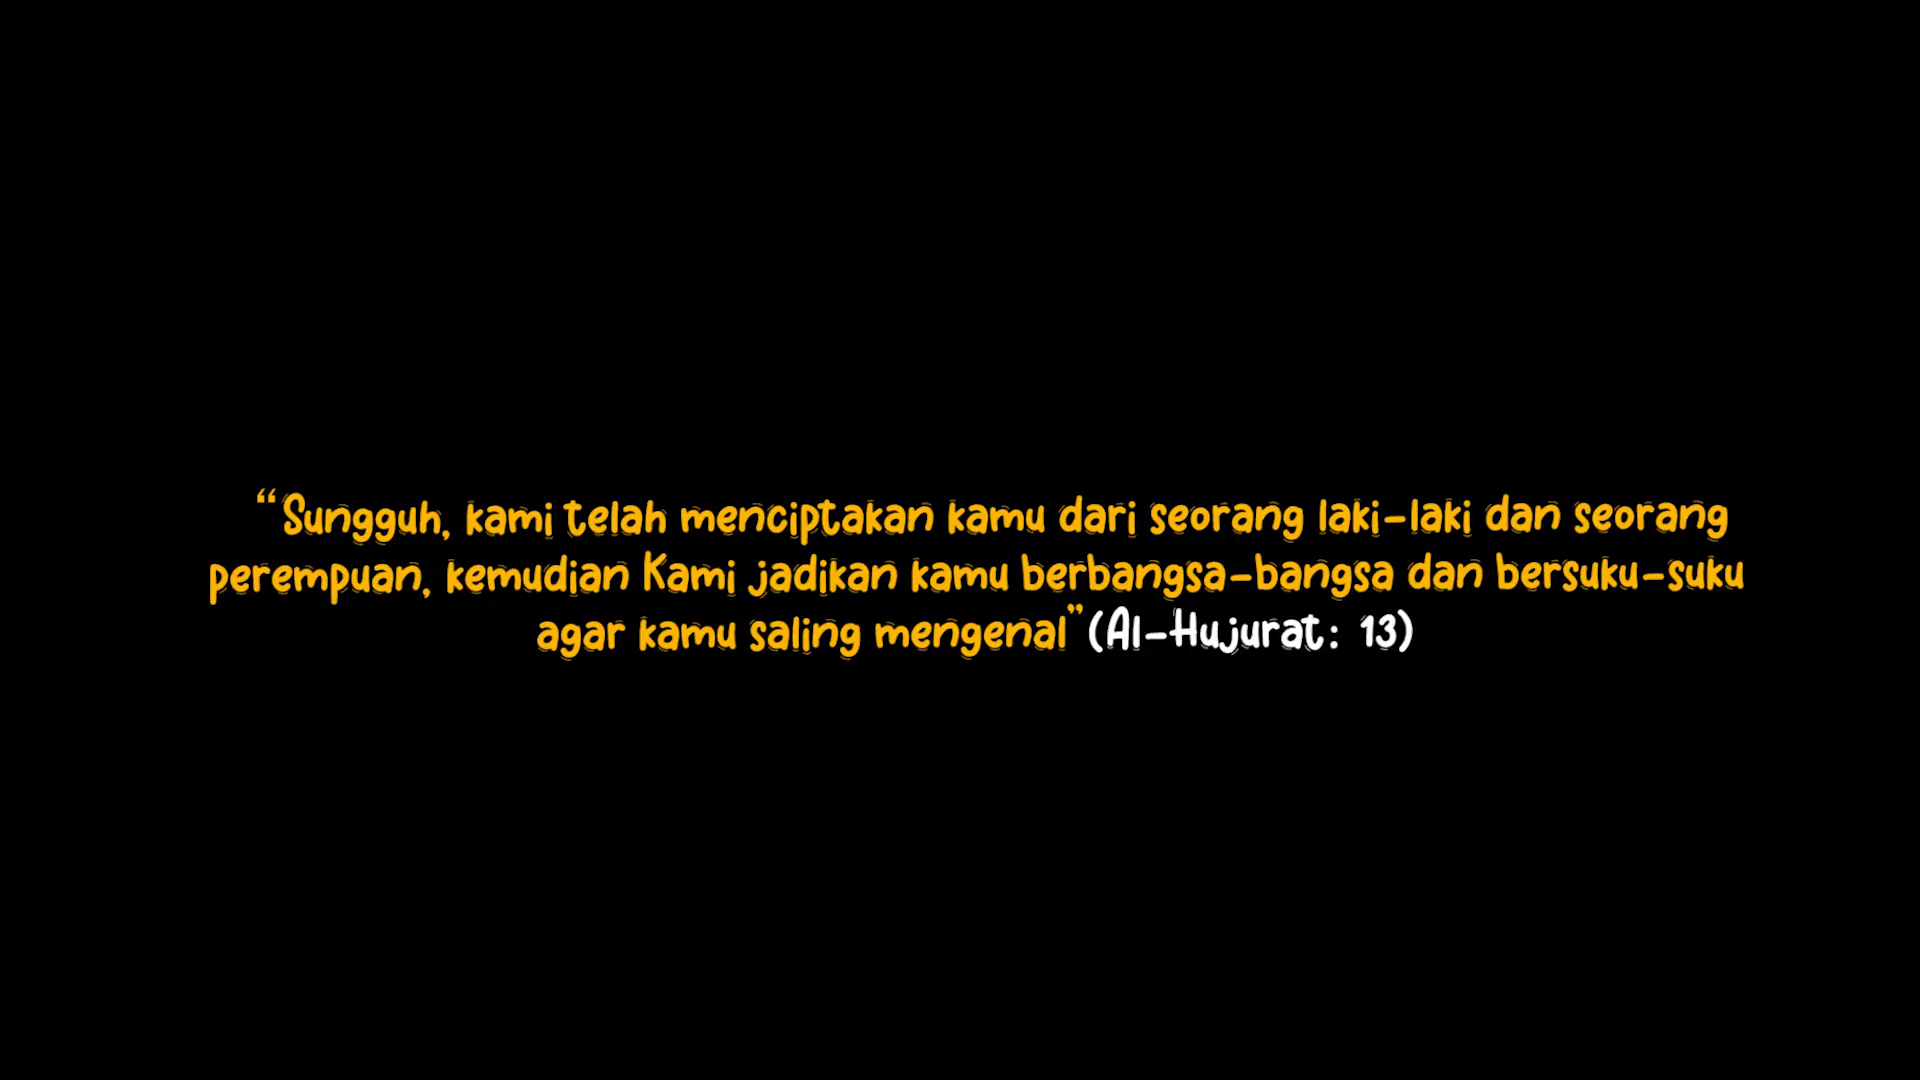 “Sungguh, kami telah menciptakan kamu dari seorang laki-laki dan seorang
perempuan, kemudian Kami jadikan kamu berbangsa-bangsa dan bersuku-suku
agar kamu saling mengenal”(Al-Hujurat: 13)